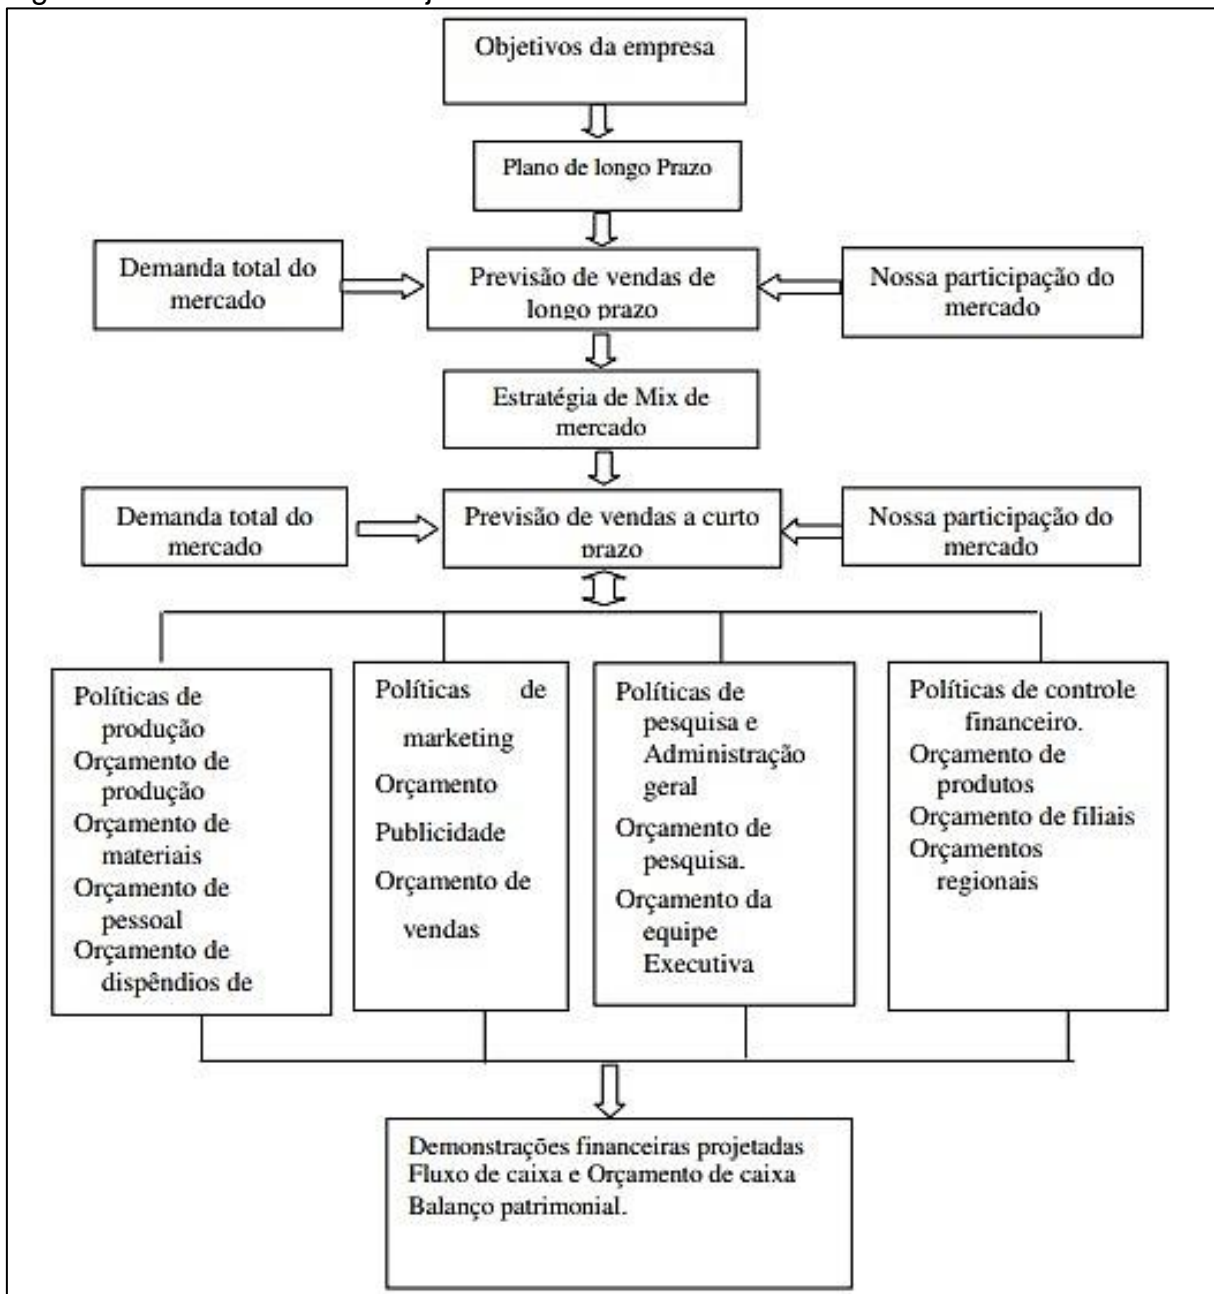 Objetivos da empresa
Plano de longo Prazo
Demanda total do
mercado
Previsão de vendas de
longo prazo
Nossa participação do
mercado
Estratégia de Mix de
mercado
Demanda total do
mercado
Previsão de vendas a curto
prazo
Nossa participação do
mercado
Políticas de
produção
Orçamento de
produção
Orçamento de
materiais
Orçamento de
pessoal
Orçamento de
dispêndios de
Políticas de
marketing
Orçamento
Publicidade
Orçamento de
vendas
Políticas de
pesquisa e
Administração
geral
Orçamento de
pesquisa.
Orçamento da
equipe
Executiva
Políticas de controle
financeiro.
Orçamento de
produtos
Orçamento de filiais
Orçamentos
regionais
Demonstrações financeiras projetadas
Fluxo de caixa e Orçamento de caixa
Balanço patrimonial.